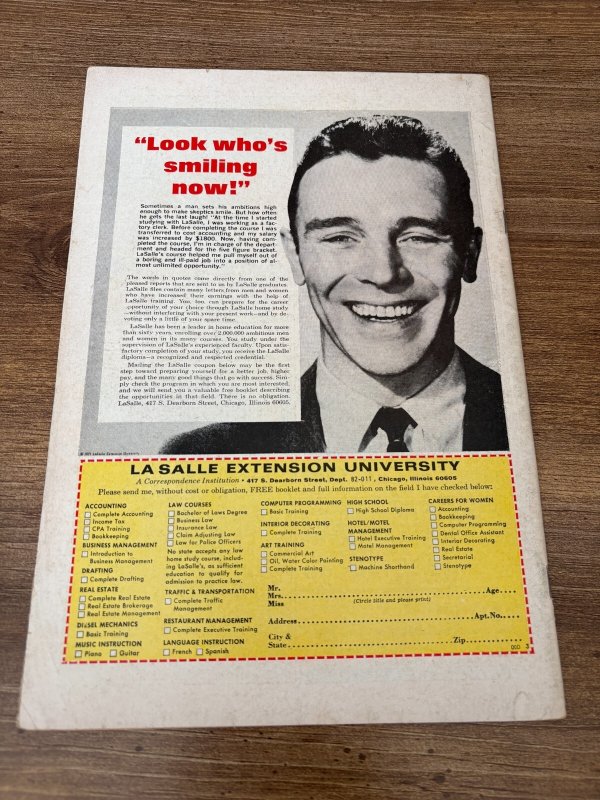 “Look who’s
smiling
now!”
Sometimes a man sets his ambitions high
enough to make skeptics smile. But how often
he gets the last laugh! “At the time I started
studying with LaSalle, I was working as a fac-
tory clerk. Before completing the course I was
transferred to cost accounting and my salary
was increased by $1800. Now, having com-
pleted the course, I’m in charge of the depart-
ment and headed for the five figure bracket.
LaSalle’s course helped me pull myself out of
a boring and ill-paid job into a position of al-
most unlimited opportunity.”
The words in quotes come directly from one of the
pleased reports that are sent to us by LaSalle graduates.
LaSalle files contain many letters from men and women
who have increased their earnings with the help of
LaSalle training. You, too, can prepare for the career
opportunity of your choice through LaSalle home study
—without interfering with your present work—and by de-
voting only a little of your spare time.
LaSalle has been a leader in home education for more
than sixty years, enrolling over 2,000,000 ambitious men
and women in its many courses. You study under the
supervision of LaSalle’s experienced faculty. Upon satis-
factory completion of your study, you receive the LaSalle
diploma—a recognized and respected credential.
Mailing the LaSalle coupon below may be the first
step toward preparing yourself for a better job, higher
pay, and the many good things that go with success. Sim-
ply check the program in which you are most interested,
and we will send you a valuable free booklet describing
the opportunities in that field. There is no obligation.
LaSalle, 417 S. Dearborn Street, Chicago, Illinois 60605.
© 1971 LaSalle Extension University
LA SALLE EXTENSION UNIVERSITY
A Correspondence Institution • 417 S. Dearborn Street, Dept. 82-011, Chicago, Illinois 60605
Please send me, without cost or obligation, FREE booklet and full information on the field I have checked below:
ACCOUNTING
Complete Accounting
Income Tax
CPA Training
Bookkeeping
BUSINESS MANAGEMENT
Introduction to
Business Management
DRAFTING
Complete Drafting
REAL ESTATE
Complete Real Estate
Real Estate Brokerage
Real Estate Management
DIESEL MECHANICS
Basic Training
MUSIC INSTRUCTION
Piano Guitar
LAW COURSES
Bachelor of Laws Degree
Business Law
Insurance Law
Claim Adjusting Law
Law for Police Officers
No state accepts any law
home study course, includ-
ing LaSalle’s, as sufficient
education to qualify for
admission to practice law.
TRAFFIC & TRANSPORTATION
Complete Traffic
Management
RESTAURANT MANAGEMENT
Complete Executive Training
LANGUAGE INSTRUCTION
French Spanish
COMPUTER PROGRAMMING
Basic Training
INTERIOR DECORATING
Complete Training
ART TRAINING
Commercial Art
Oil, Water Color Painting
Complete Training
HIGH SCHOOL
High School Diploma
HOTEL/MOTEL
MANAGEMENT
Hotel Executive Training
Motel Management
STENOTYPE
Machine Shorthand
CAREERS FOR WOMEN
Accounting
Bookkeeping
Computer Programming
Dental Office Assistant
Interior Decorating
Real Estate
Secretarial
Stenotype
Mr.
Mrs. Age
Miss (Circle title and please print)
Address Apt.No.
City &
State Zip